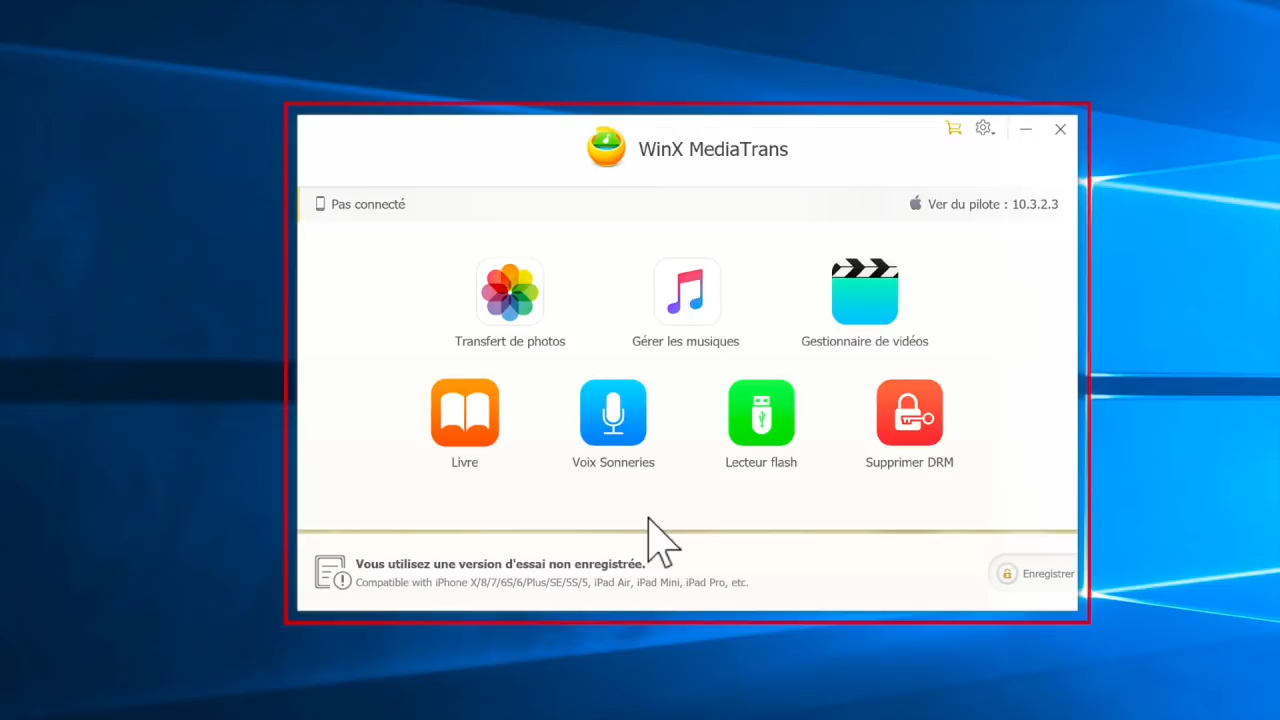 WinX MediaTrans
Pas connecté
Ver du pilote : 10.3.2.3
Transfert de photos
Gérer les musiques
Gestionnaire de vidéos
Livre
Voix Sonneries
Lecteur flash
Supprimer DRM
Vous utilisez une version d'essai non enregistrée.
Compatible with iPhone X/8/7/6S/6/Plus/SE/5S/5, iPad Air, iPad Mini, iPad Pro, etc.
Enregistrer